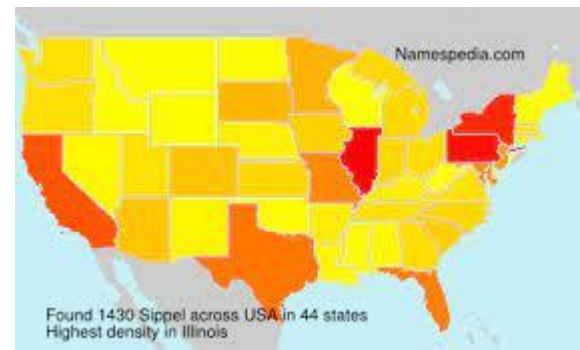 Namespedia.com
Found 1430 Sippel across USA in 44 states
Highest density in Illinois